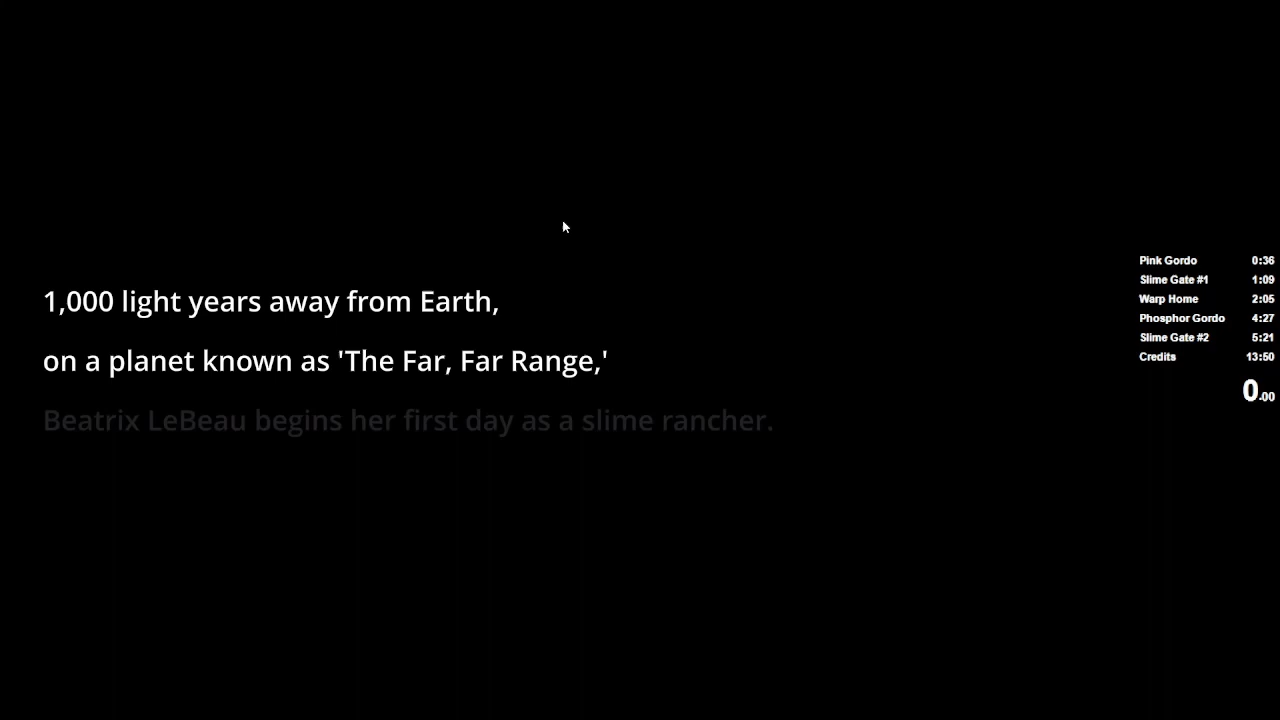 1,000 light years away from Earth,
on a planet known as 'The Far, Far Range,'
Beatrix LeBeau begins her first day as a slime rancher.
Pink Gordo 0:36
Slime Gate #1 1:09
Warp Home 2:05
Phosphor Gordo 4:27
Slime Gate #2 5:21
Credits 13:50
0.00